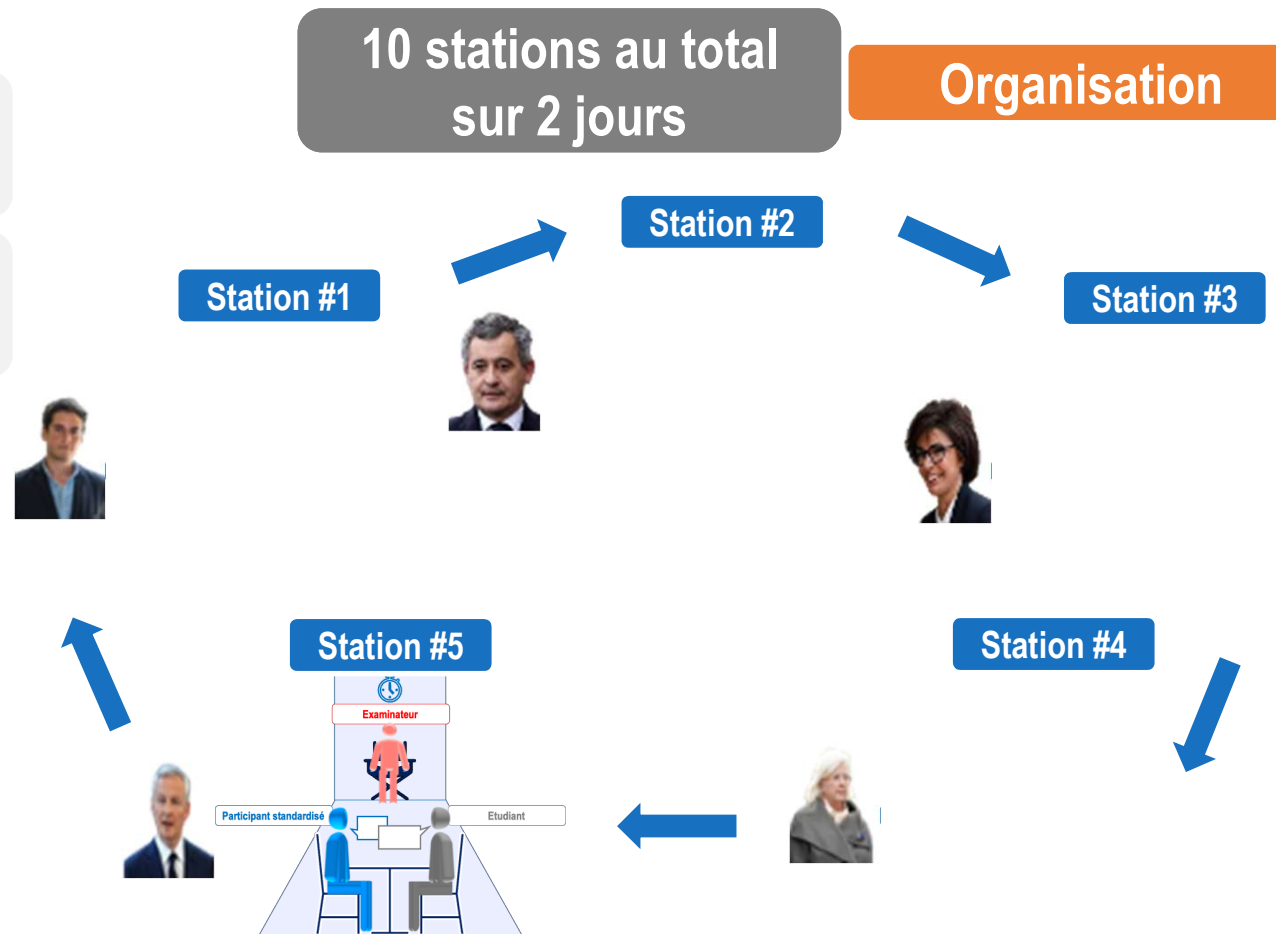 10 stations au total
sur 2 jours
Organisation
Station #2
Station #1
Station #3
Station #5
Station #4
Examinateur
Participant standardisé
Etudiant